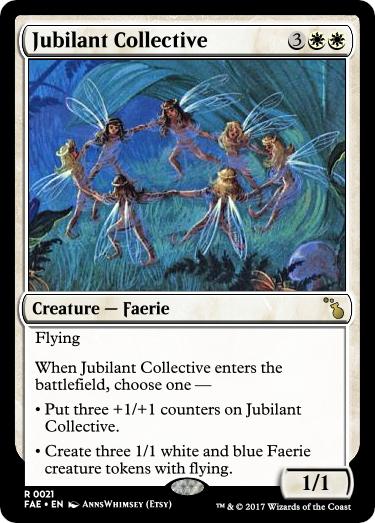 Jubilant Collective 3
Creature — Faerie
Flying
When Jubilant Collective enters the
battlefield, choose one —
• Put three +1/+1 counters on Jubilant
Collective.
• Create three 1/1 white and blue Faerie
creature tokens with flying.
1/1
R 0021
FAE • EN AnnsWhimsey (Etsy)
™ & © 2017 Wizards of the Coast